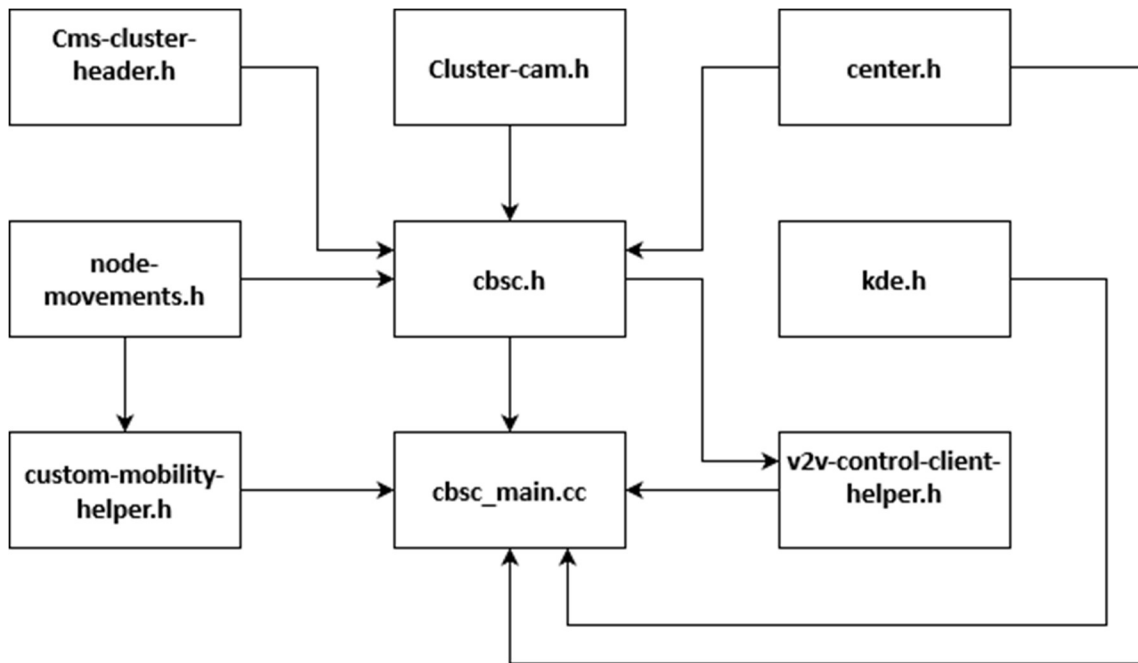 Cms-cluster-
header.h
Cluster-cam.h
center.h
node-
movements.h
cbsc.h
kde.h
custom-mobility-
helper.h
cbsc_main.cc
v2v-control-client-
helper.h